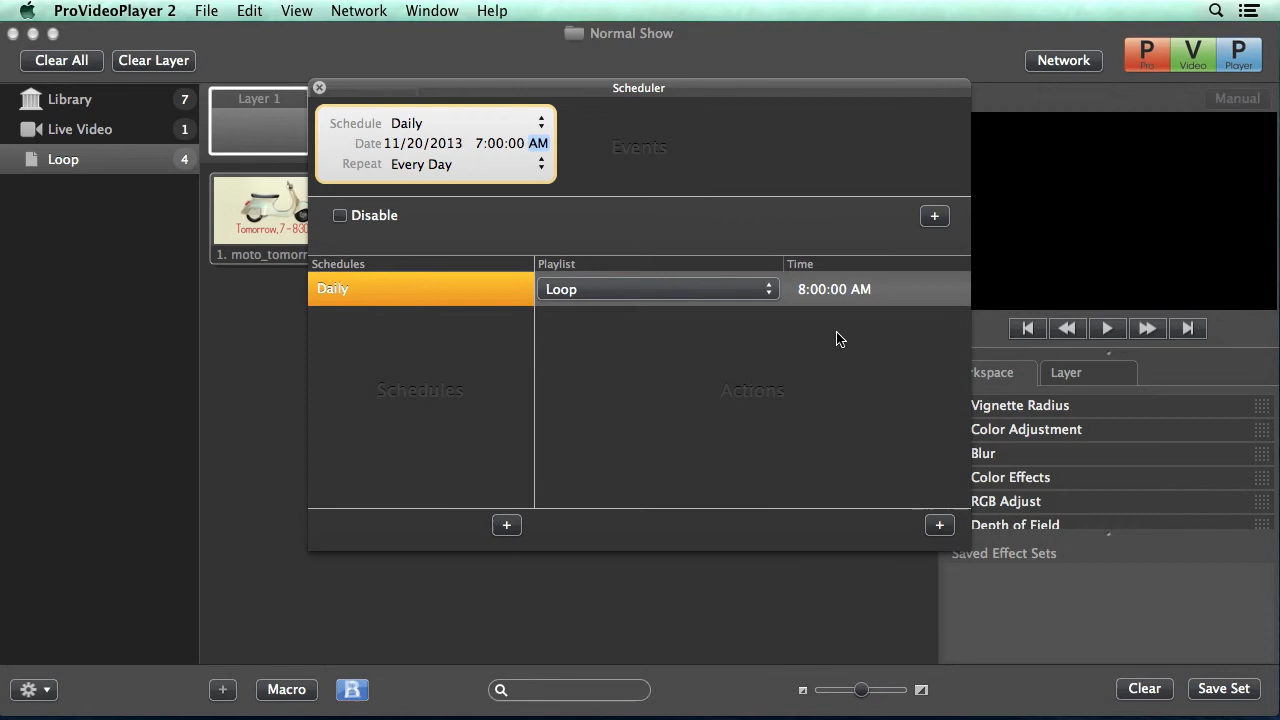 ProVideoPlayer 2 File Edit View Network Window Help
Normal Show
Clear All Clear Layer Network
P Pro V Video P Player
Scheduler
Library 7
Live Video 1
Loop 4
Layer 1
Manual
Schedule Daily
Date 11/20/2013 7:00:00 AM
Repeat Every Day
Events
Disable +
Tomorrow, 7-830
1. moto_tomorr
Schedules Playlist Time
Daily Loop 8:00:00 AM
Schedules Actions
+ +
kspace Layer
Vignette Radius
Color Adjustment
Blur
Color Effects
RGB Adjust
Depth of Field
Saved Effect Sets
+ Macro Clear Save Set